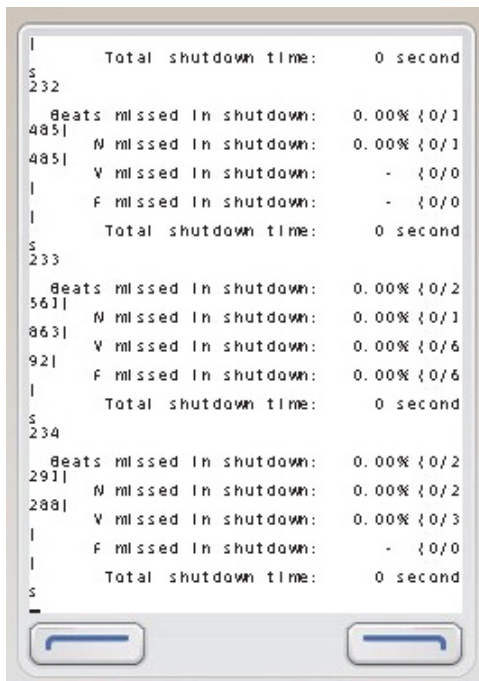 |
Total shutdown time: 0 second
s
232
Beats missed in shutdown: 0.00% (0/1
485)
N missed in shutdown: 0.00% (0/1
485)
V missed in shutdown: - (0/0
)
F missed in shutdown: - (0/0
)
Total shutdown time: 0 second
s
233
Beats missed in shutdown: 0.00% (0/2
561)
N missed in shutdown: 0.00% (0/1
863)
V missed in shutdown: 0.00% (0/6
92)
F missed in shutdown: 0.00% (0/6
)
Total shutdown time: 0 second
s
234
Beats missed in shutdown: 0.00% (0/2
291)
N missed in shutdown: 0.00% (0/2
288)
V missed in shutdown: 0.00% (0/3
)
F missed in shutdown: - (0/0
)
Total shutdown time: 0 second
s